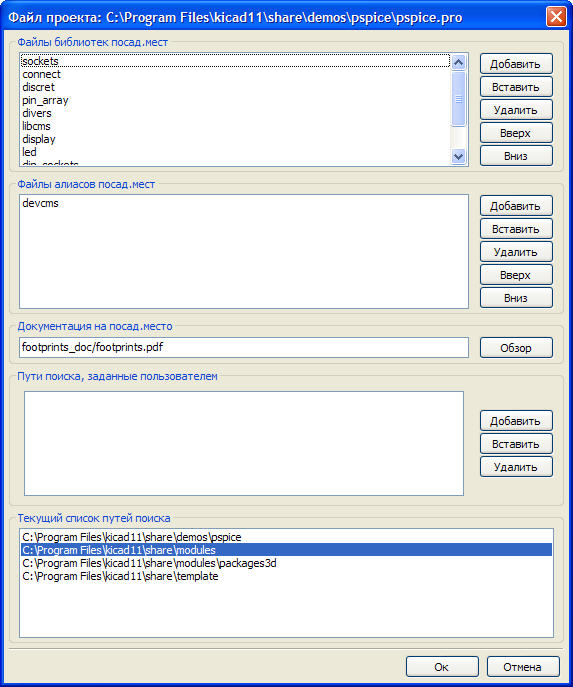 Файл проекта: C:\Program Files\kicad11\share\demos\pspice\pspice.pro
Файлы библиотек посад.мест
sockets
connect
discret
pin_array
divers
libcms
display
led
dip_sockets
Добавить
Вставить
Удалить
Вверх
Вниз
Файлы алиасов посад.мест
devcms
Добавить
Вставить
Удалить
Вверх
Вниз
Документация на посад.место
footprints_doc/footprints.pdf
Обзор
Пути поиска, заданные пользователем
Добавить
Вставить
Удалить
Текущий список путей поиска
C:\Program Files\kicad11\share\demos\pspice
C:\Program Files\kicad11\share\modules
C:\Program Files\kicad11\share\modules\packages3d
C:\Program Files\kicad11\share\template
Ок
Отмена